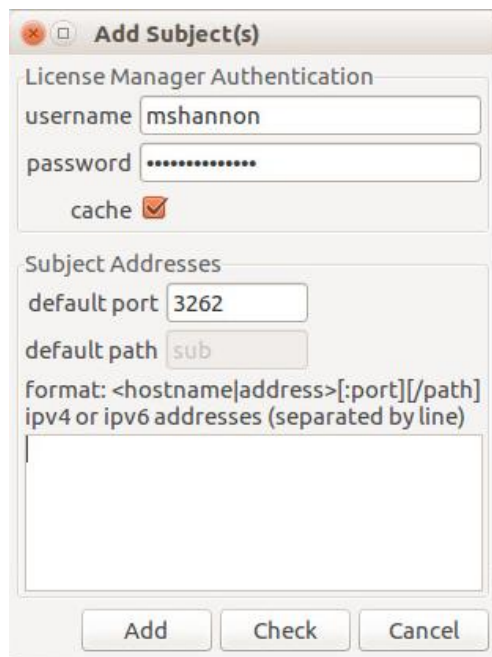 Add Subject(s)
License Manager Authentication
username mshannon
password ••••••••••••••
cache
Subject Addresses
default port 3262
default path sub
format: <hostname|address>[:port][/path]
ipv4 or ipv6 addresses (separated by line)
Add Check Cancel